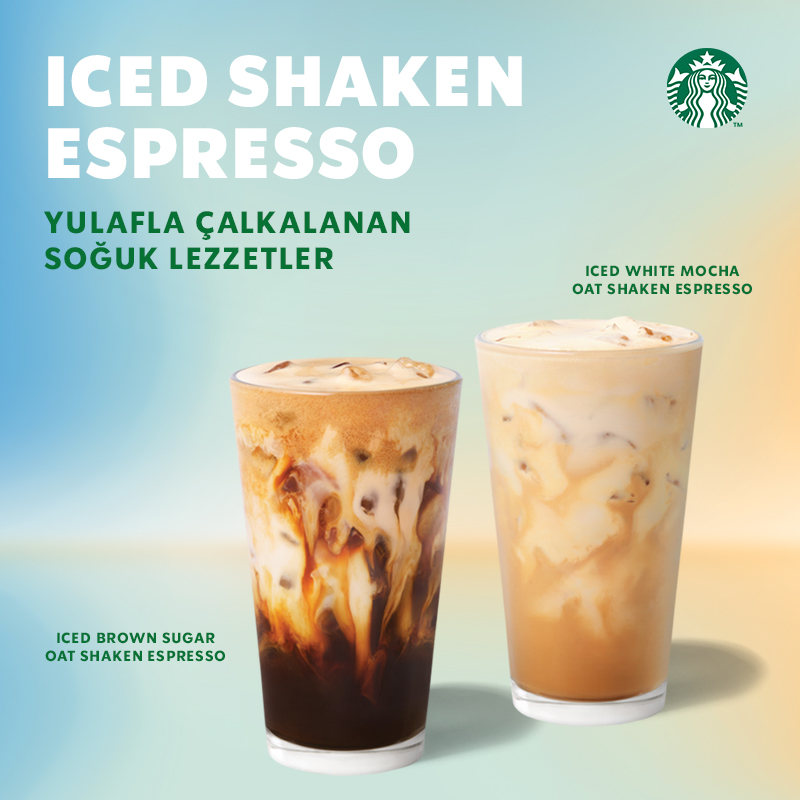 ICED SHAKEN
ESPRESSO
YULAFLA ÇALKALANAN
SOĞUK LEZZETLER
ICED WHITE MOCHA
OAT SHAKEN ESPRESSO
ICED BROWN SUGAR
OAT SHAKEN ESPRESSO
TM